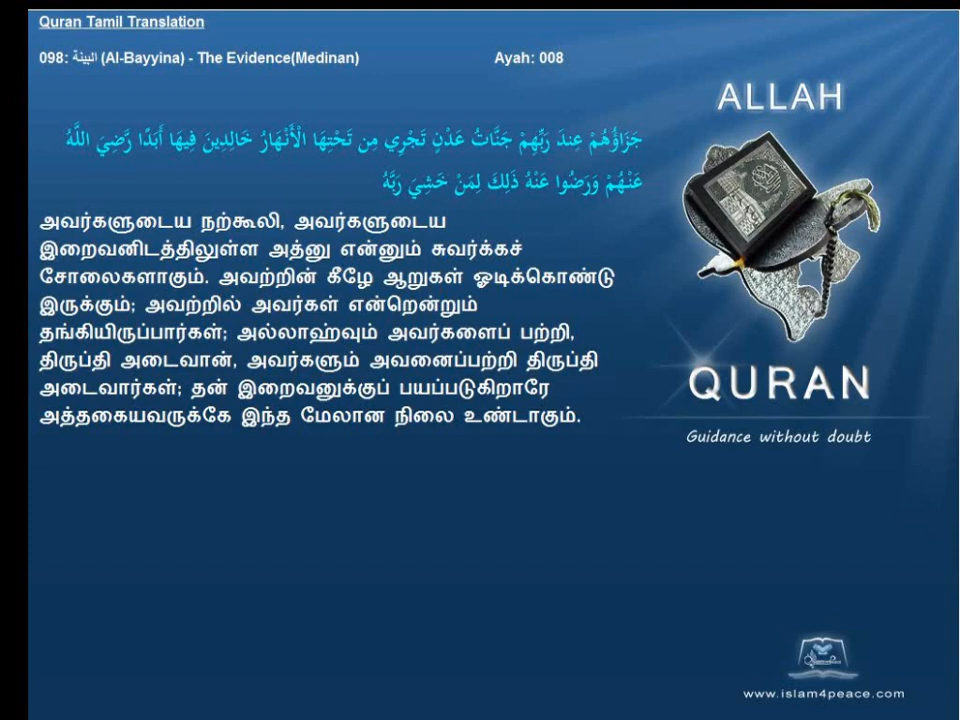 Quran Tamil Translation
098: البينة (Al-Bayyina) - The Evidence(Medinan) Ayah: 008
جَزَاؤُهُمْ عِندَ رَبِّهِمْ جَنَّاتُ عَدْنٍ تَجْرِي مِن تَحْتِهَا الْأَنْهَارُ خَالِدِينَ فِيهَا أَبَدًا رَّضِيَ اللَّهُ
عَنْهُمْ وَرَضُوا عَنْهُ ذَلِكَ لِمَنْ خَشِيَ رَبَّهُ
அவர்களுடைய நற்கூலி, அவர்களுடைய
இறைவனிடத்திலுள்ள அத்னு என்னும் சுவர்க்கச்
சோலைகளாகும். அவற்றின் கீழே ஆறுகள் ஓடிக்கொண்டு
இருக்கும்; அவற்றில் அவர்கள் என்றென்றும்
தங்கியிருப்பார்கள்; அல்லாஹ்வும் அவர்களைப் பற்றி,
திருப்தி அடைவான், அவர்களும் அவனைப்பற்றி திருப்தி
அடைவார்கள்; தன் இறைவனுக்குப் பயப்படுகிறாரே
அத்தகையவருக்கே இந்த மேலான நிலை உண்டாகும்.
ALLAH
QURAN
Guidance without doubt
www.islam4peace.com